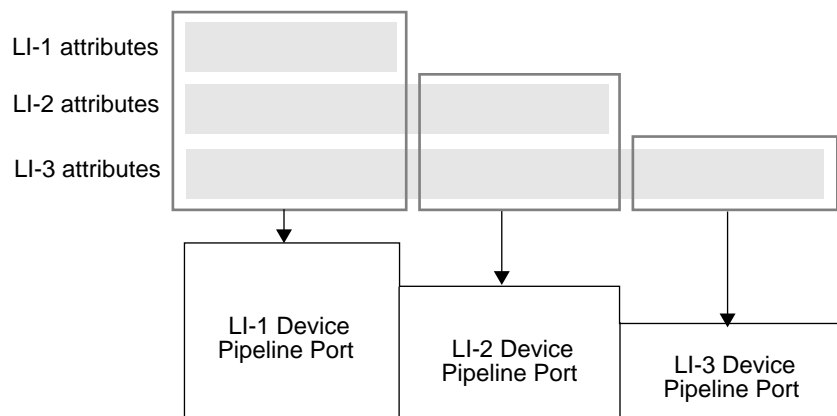 LI-1 attributes
LI-2 attributes
LI-3 attributes
LI-1 Device
Pipeline Port
LI-2 Device
Pipeline Port
LI-3 Device
Pipeline Port